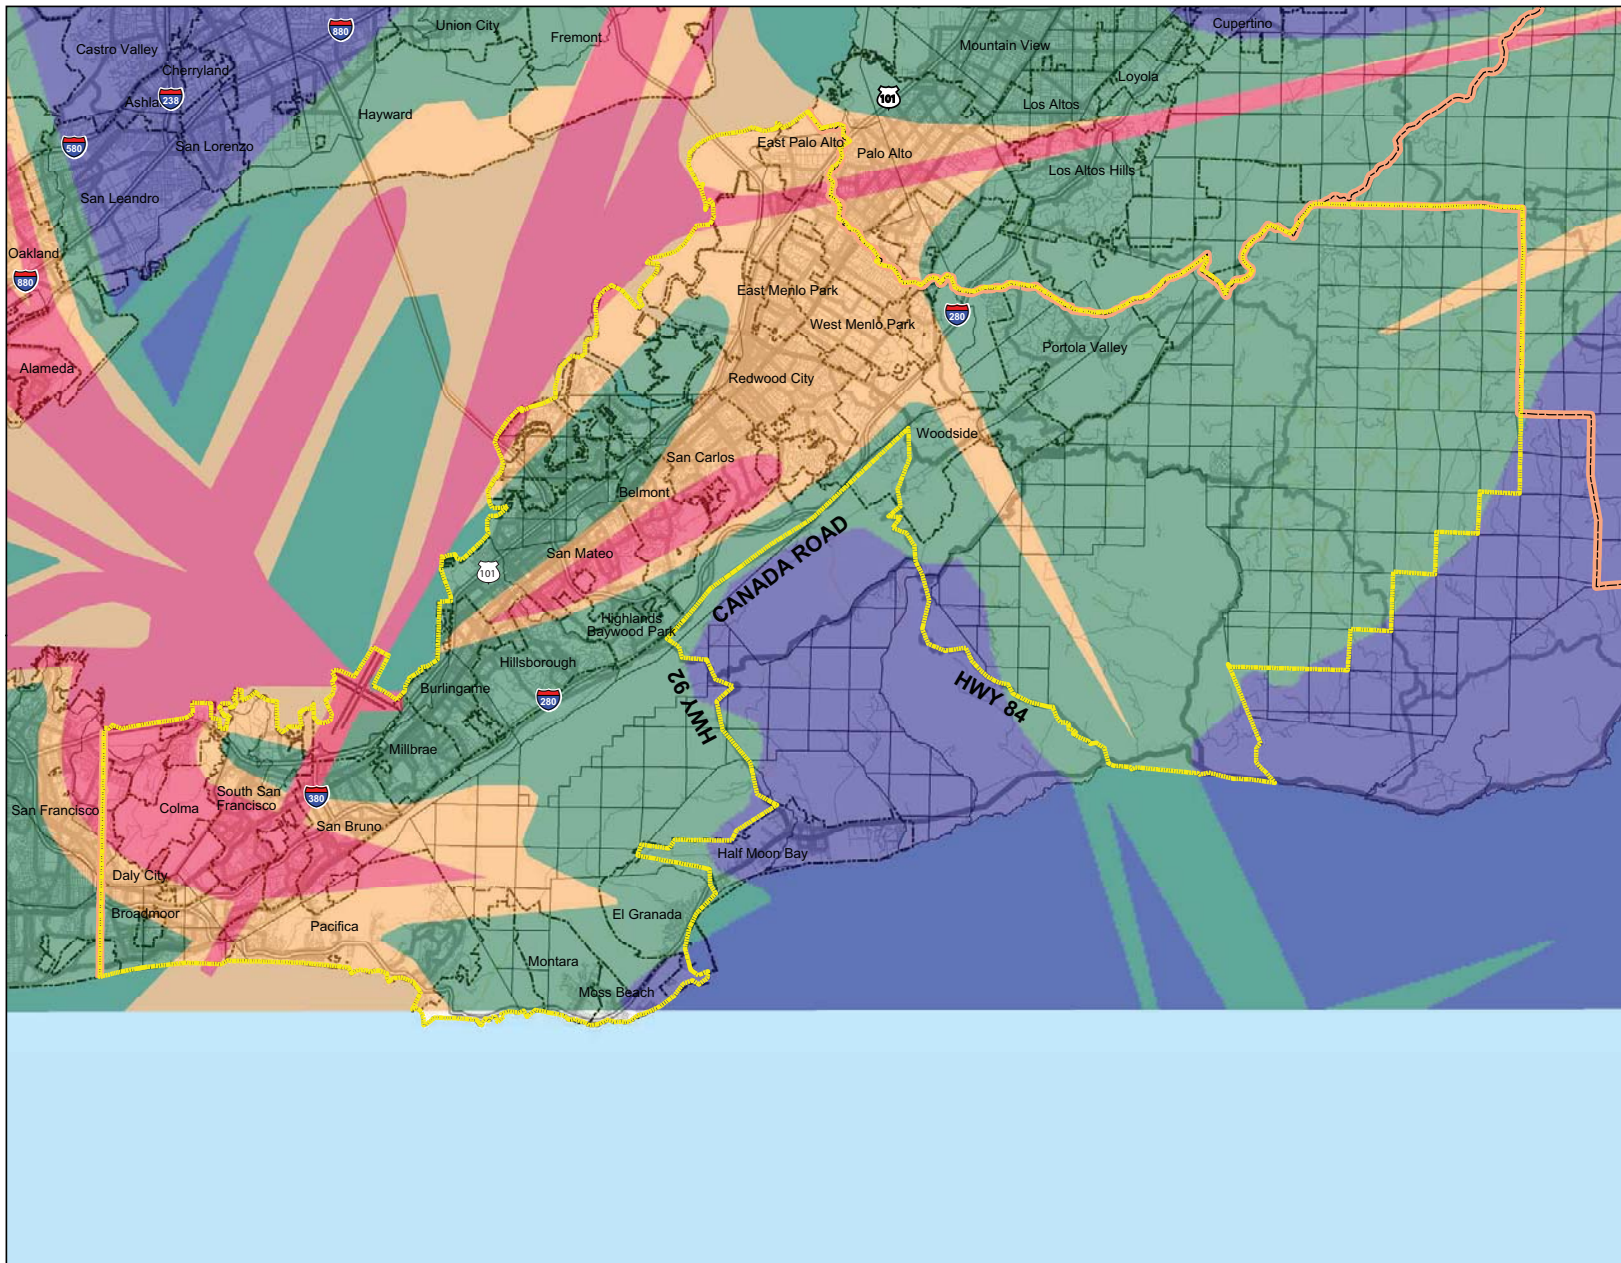 Union City
880
Fremont
Cupertino
Castro Valley
Mountain View
Cherryland
Loyola
Ashla
238
101
Los Altos
Hayward
580
San Lorenzo
East Palo Alto
Palo Alto
Los Altos Hills
San Leandro
Oakland
880
East Menlo Park
280
West Menlo Park
Portola Valley
Alameda
Redwood City
Woodside
San Carlos
Belmont
CANADA ROAD
San Mateo
101
Highlands
Baywood Park
Hillsborough
HWY 92
HWY 84
Burlingame
280
Millbrae
South San
Francisco
380
San Francisco
Colma
San Bruno
Half Moon Bay
Daly City
Broadmoor
El Granada
Pacifica
Montara
Moss Beach